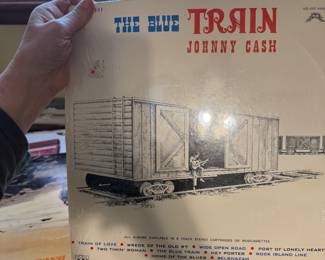 THE BLUE TRAIN
JOHNNY CASH
ALL ALBUMS AVAILABLE IN 8 TRACK STEREO CARTRIDGES OR MUSICASSETTES
TRAIN OF LOVE • WRECK OF THE OLD 97 • WIDE OPEN ROAD • PORT OF LONELY HEARTS
TWO TIMIN' WOMAN • THE BLUE TRAIN • HEY PORTER • ROCK ISLAND LINE
HOME OF THE BLUES • BELSHAZAH